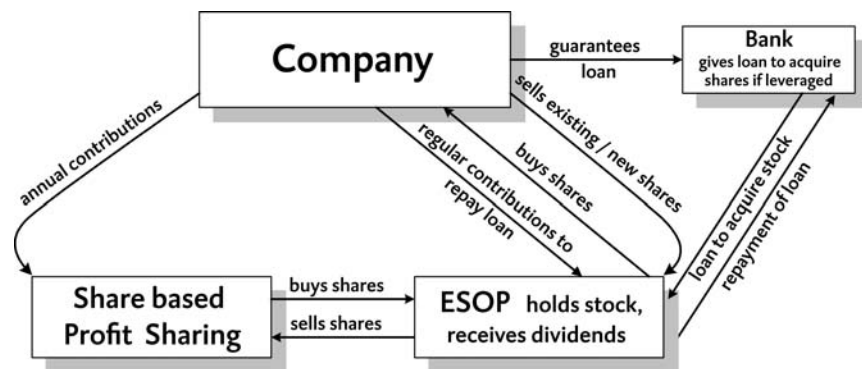 Company
guarantees
loan
Bank
gives loan to acquire
shares if leveraged
annual contributions
regular contributions to
repay loan
buys shares
sells existing / new shares
loan to acquire stock
repayment of loan
Share based
Profit Sharing
buys shares
sells shares
ESOP holds stock,
receives dividends